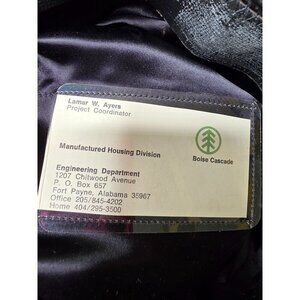 Lamar W. Ayers
Project Coordinator
Manufactured Housing Division
Boise Cascade
Engineering Department
1207 Chitwood Avenue
P. O. Box 657
Fort Payne, Alabama 35967
Office 205/845-4202
Home 404/295-3500